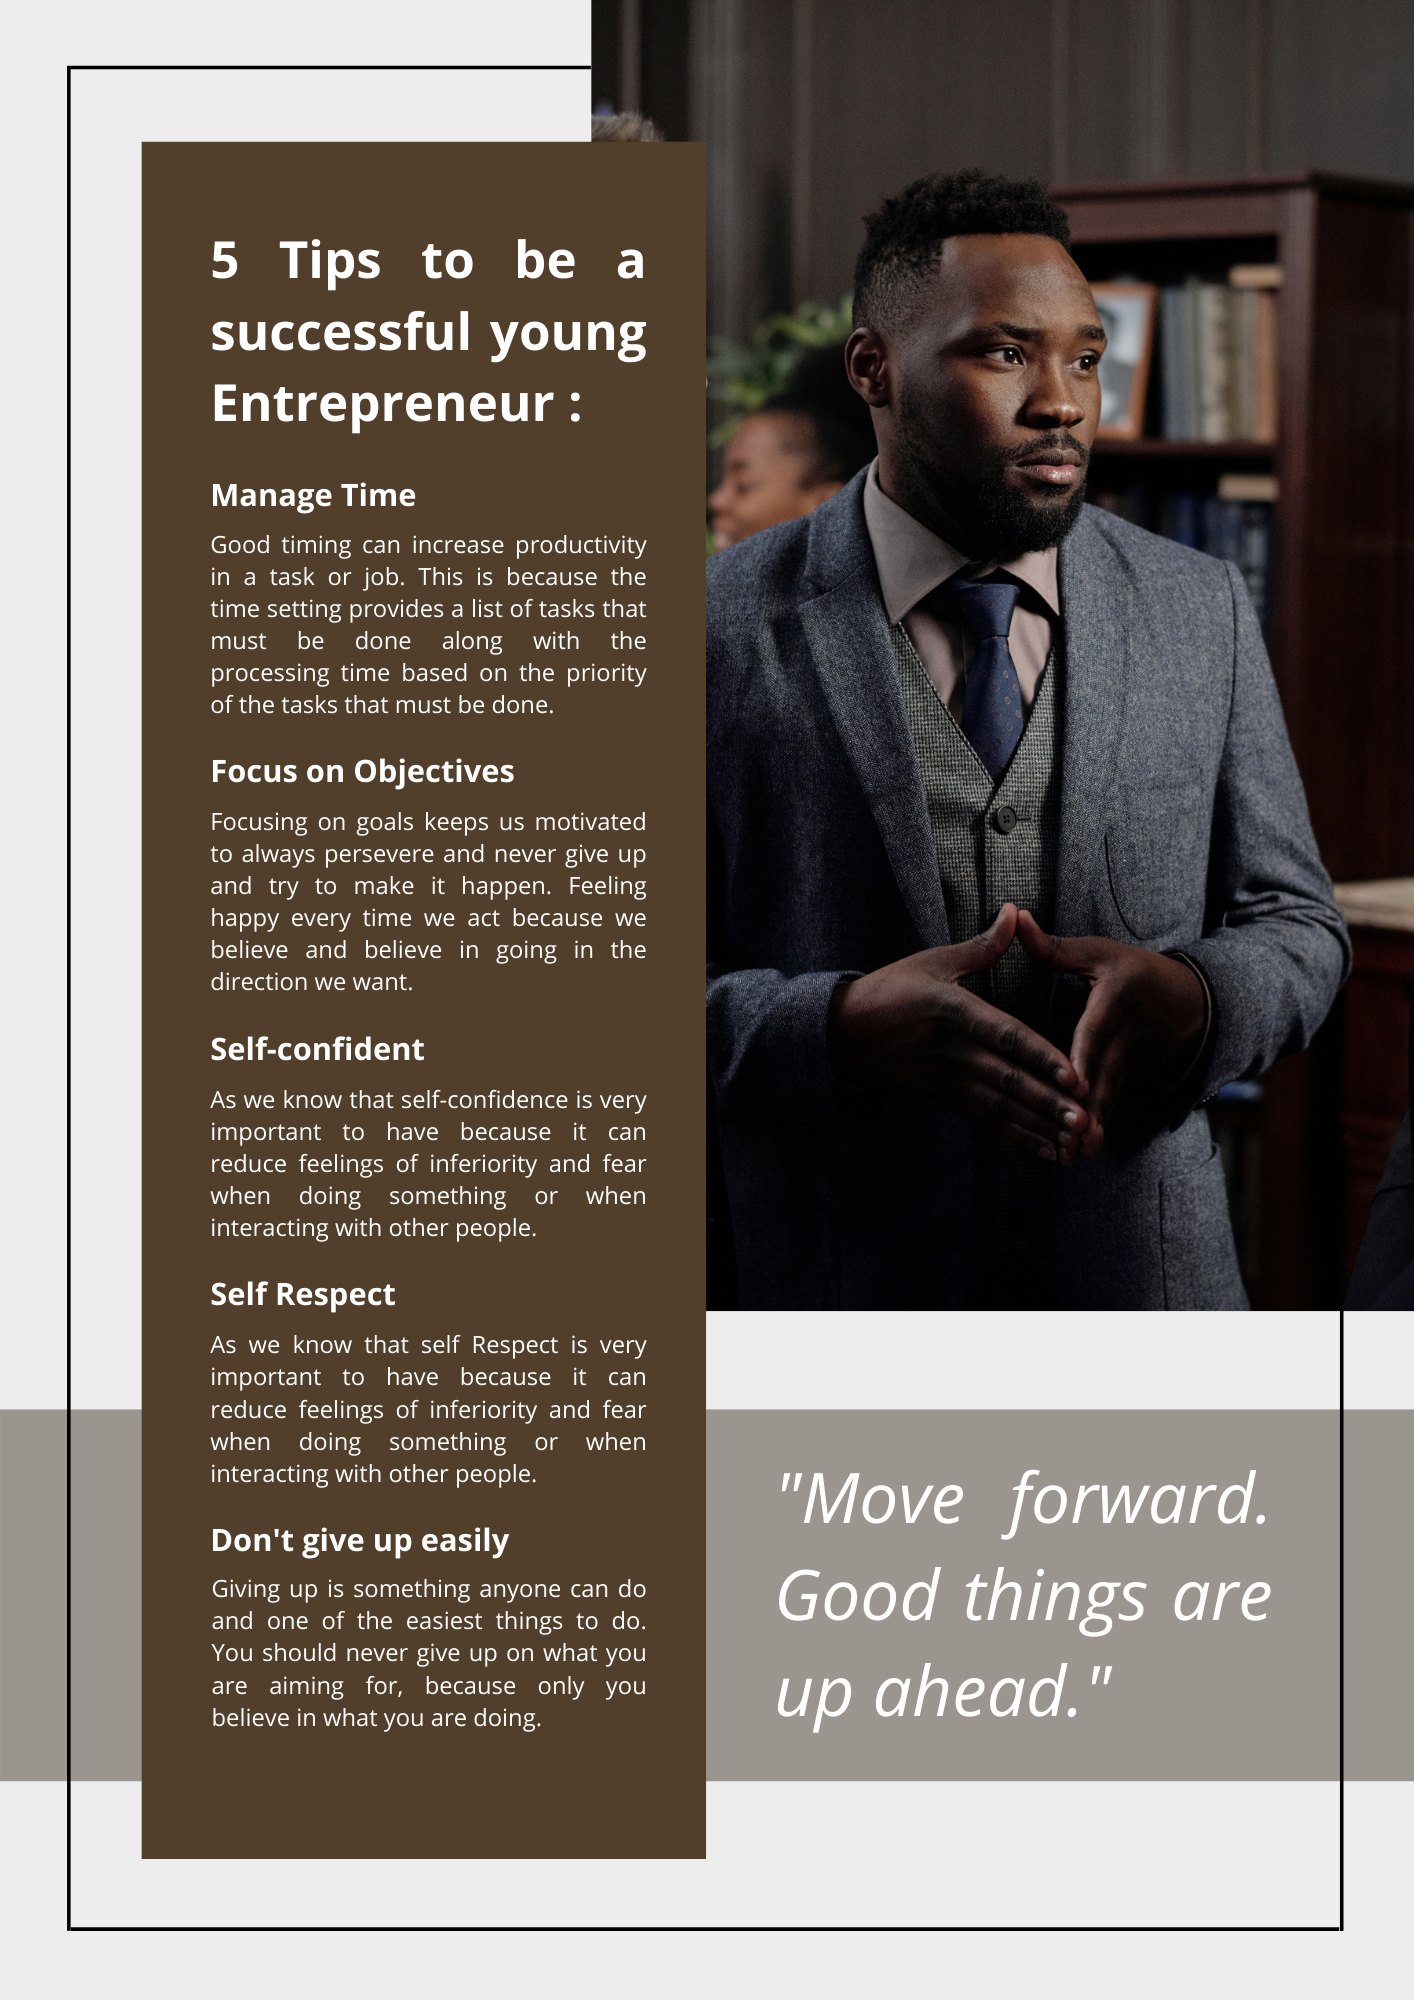 5 Tips to be a
successful young
Entrepreneur :
Manage Time
Good timing can increase productivity
in a task or job. This is because the
time setting provides a list of tasks that
must be done along with the
processing time based on the priority
of the tasks that must be done.
Focus on Objectives
Focusing on goals keeps us motivated
to always persevere and never give up
and try to make it happen. Feeling
happy every time we act because we
believe and believe in going in the
direction we want.
Self-confident
As we know that self-confidence is very
important to have because it can
reduce feelings of inferiority and fear
when doing something or when
interacting with other people.
Self Respect
As we know that self Respect is very
important to have because it can
reduce feelings of inferiority and fear
when doing something or when
interacting with other people.
Don't give up easily
Giving up is something anyone can do
and one of the easiest things to do.
You should never give up on what you
are aiming for, because only you
believe in what you are doing.
"Move forward.
Good things are
up ahead."